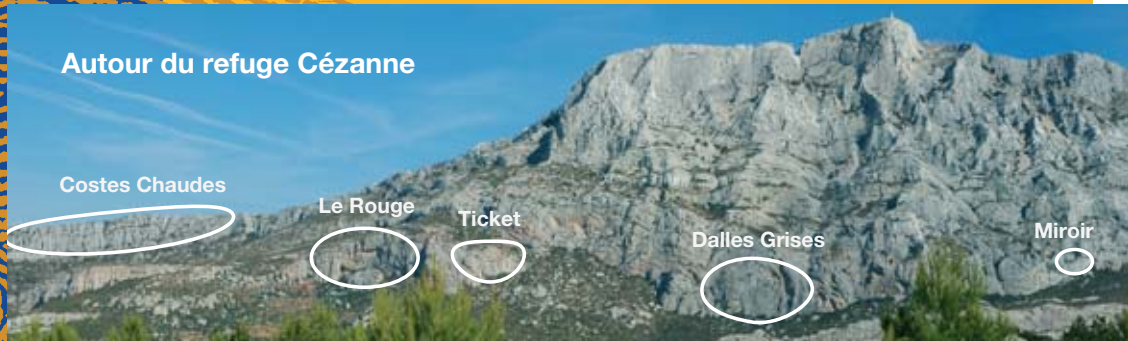 Autour du refuge Cézanne
Costes Chaudes
Le Rouge
Ticket
Dalles Grises
Miroir